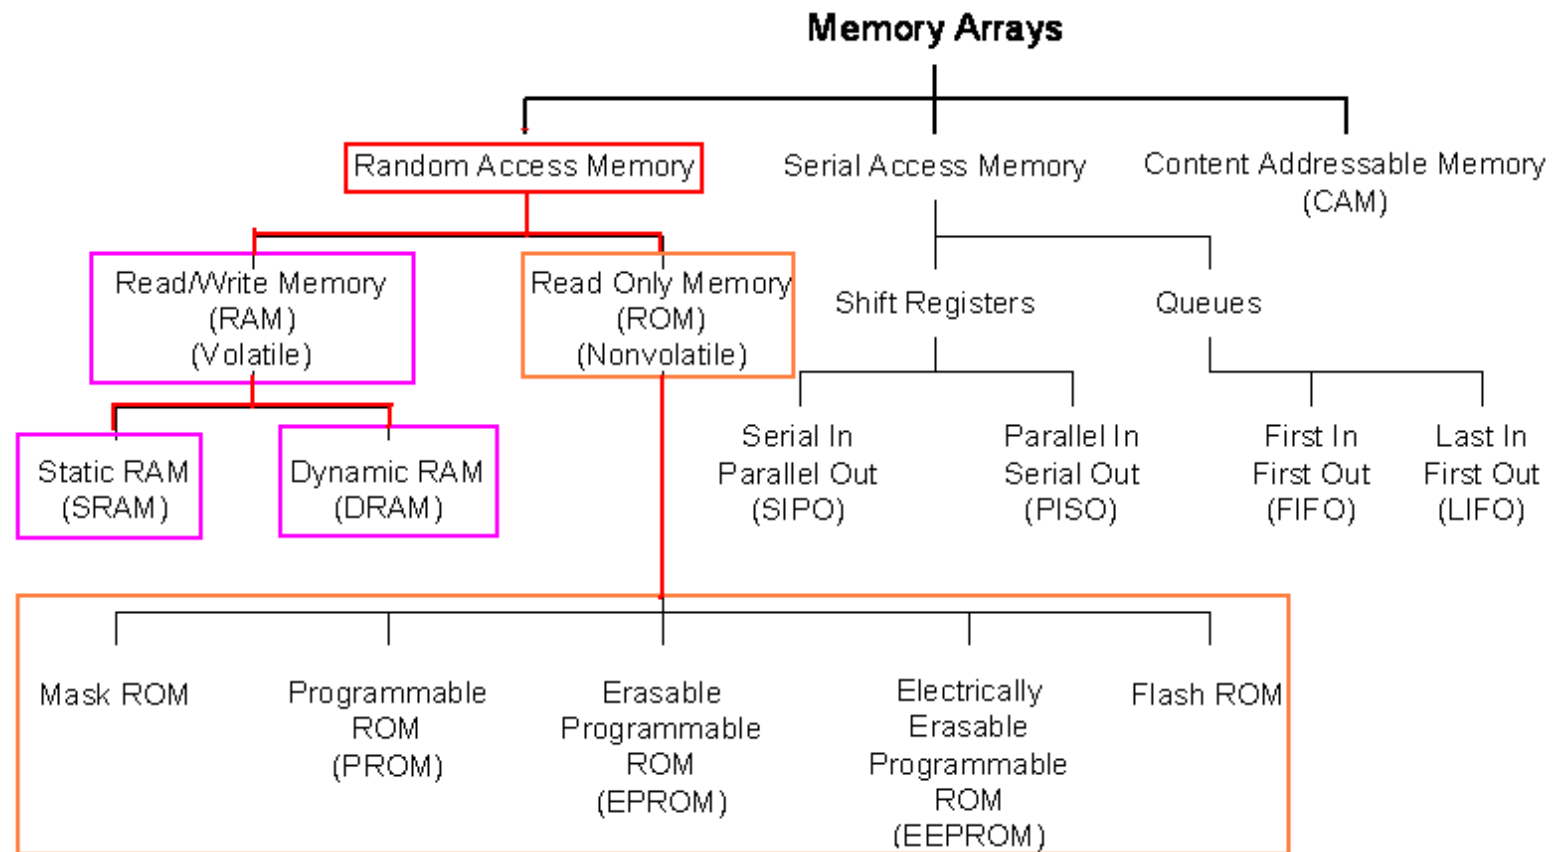 Memory Arrays
Random Access Memory
Serial Access Memory
Content Addressable Memory
(CAM)
Read/Write Memory
(RAM)
(Volatile)
Read Only Memory
(ROM)
(Nonvolatile)
Shift Registers
Queues
Static RAM
(SRAM)
Dynamic RAM
(DRAM)
Serial In
Parallel Out
(SIPO)
Parallel In
Serial Out
(PISO)
First In
First Out
(FIFO)
Last In
First Out
(LIFO)
Mask ROM
Programmable
ROM
(PROM)
Erasable
Programmable
ROM
(EPROM)
Electrically
Erasable
Programmable
ROM
(EEPROM)
Flash ROM